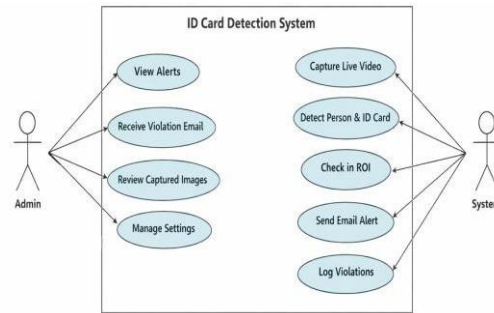 ID Card Detection System
View Alerts
Receive Violation Email
Review Captured Images
Manage Settings
Capture Live Video
Detect Person & ID Card
Check in ROI
Send Email Alert
Log Violations
Admin
System